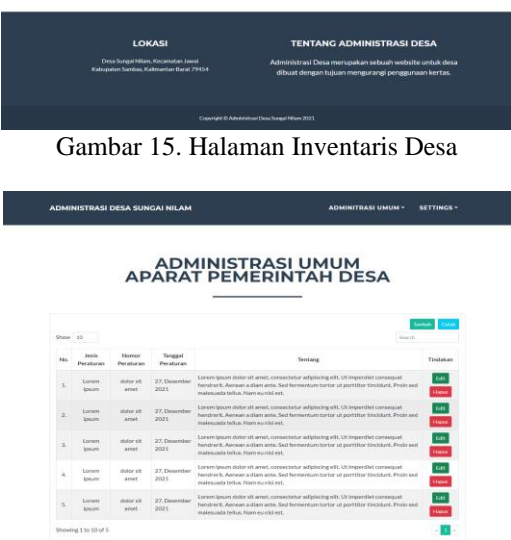 LOKASI
Desa Sungai Nilam, Kecamatan Jawai
Kabupaten Sambas, Kalimantan Barat 79454
TENTANG ADMINISTRASI DESA
Administrasi Desa merupakan sebuah website untuk desa
dibuat dengan tujuan mengurangi penggunaan kertas.
Copyright © Administrasi Desa Sungai Nilam 2021
Gambar 15. Halaman Inventaris Desa
ADMINISTRASI DESA SUNGAI NILAM
ADMINITRASI UMUM
SETTINGS
ADMINISTRASI UMUM
APARAT PEMERINTAH DESA
Tambah Cetak
Show 10
Search
No. Jenis Peraturan Nomor Peraturan Tanggal Peraturan Tentang Tindakan
1. Lorem ipsum dolor sit amet 27, Desember 2021 Lorem ipsum dolor sit amet, consectetur adipiscing elit. Ut imperdiet consequat
hendrerit. Aenean a diam ante. Sed fermentum tortor ut porttitor tincidunt. Proin sed
malesuada tellus. Nam eu nisl est.
Edit
Hapus
2. Lorem ipsum dolor sit amet 27, Desember 2021 Lorem ipsum dolor sit amet, consectetur adipiscing elit. Ut imperdiet consequat
hendrerit. Aenean a diam ante. Sed fermentum tortor ut porttitor tincidunt. Proin sed
malesuada tellus. Nam eu nisl est.
Edit
Hapus
3. Lorem ipsum dolor sit amet 27, Desember 2021 Lorem ipsum dolor sit amet, consectetur adipiscing elit. Ut imperdiet consequat
hendrerit. Aenean a diam ante. Sed fermentum tortor ut porttitor tincidunt. Proin sed
malesuada tellus. Nam eu nisl est.
Edit
Hapus
4. Lorem ipsum dolor sit amet 27, Desember 2021 Lorem ipsum dolor sit amet, consectetur adipiscing elit. Ut imperdiet consequat
hendrerit. Aenean a diam ante. Sed fermentum tortor ut porttitor tincidunt. Proin sed
malesuada tellus. Nam eu nisl est.
Edit
Hapus
5. Lorem ipsum dolor sit amet 27, Desember 2021 Lorem ipsum dolor sit amet, consectetur adipiscing elit. Ut imperdiet consequat
hendrerit. Aenean a diam ante. Sed fermentum tortor ut porttitor tincidunt. Proin sed
malesuada tellus. Nam eu nisl est.
Edit
Hapus
Showing 1 to 10 of 5